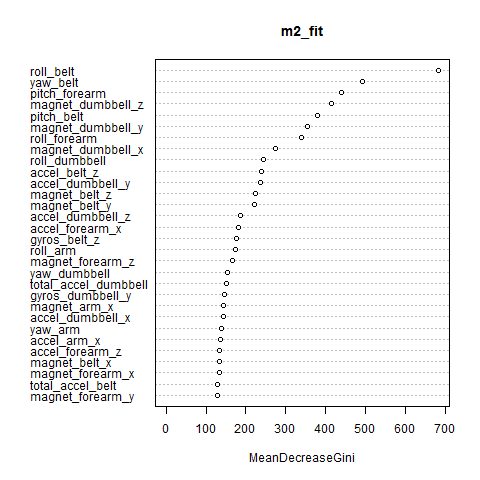 m2_fit
roll_belt
yaw_belt
pitch_forearm
magnet_dumbbell_z
pitch_belt
magnet_dumbbell_y
roll_forearm
magnet_dumbbell_x
roll_dumbbell
accel_belt_z
accel_dumbbell_y
magnet_belt_z
magnet_belt_y
accel_dumbbell_z
accel_forearm_x
gyros_belt_z
roll_arm
magnet_forearm_z
yaw_dumbbell
total_accel_dumbbell
gyros_dumbbell_y
magnet_arm_x
accel_dumbbell_x
yaw_arm
accel_arm_x
accel_forearm_z
magnet_belt_x
magnet_forearm_x
total_accel_belt
magnet_forearm_y
0 100 200 300 400 500 600 700
MeanDecreaseGini